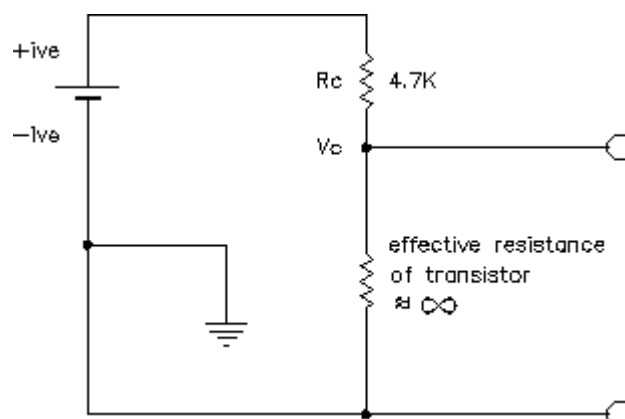 +ive
-ive
Rc 4.7K
Vc
effective resistance
of transistor
≈ ∞